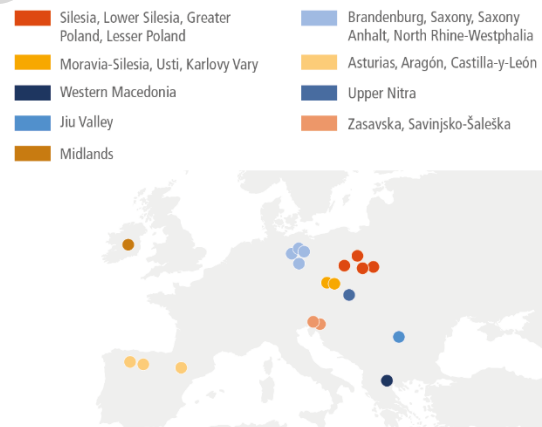 Silesia, Lower Silesia, Greater
Poland, Lesser Poland
Moravia-Silesia, Usti, Karlovy Vary
Western Macedonia
Jiu Valley
Midlands
Brandenburg, Saxony, Saxony
Anhalt, North Rhine-Westphalia
Asturias, Aragón, Castilla-y-León
Upper Nitra
Zasavska, Savinjsko-Šaleška